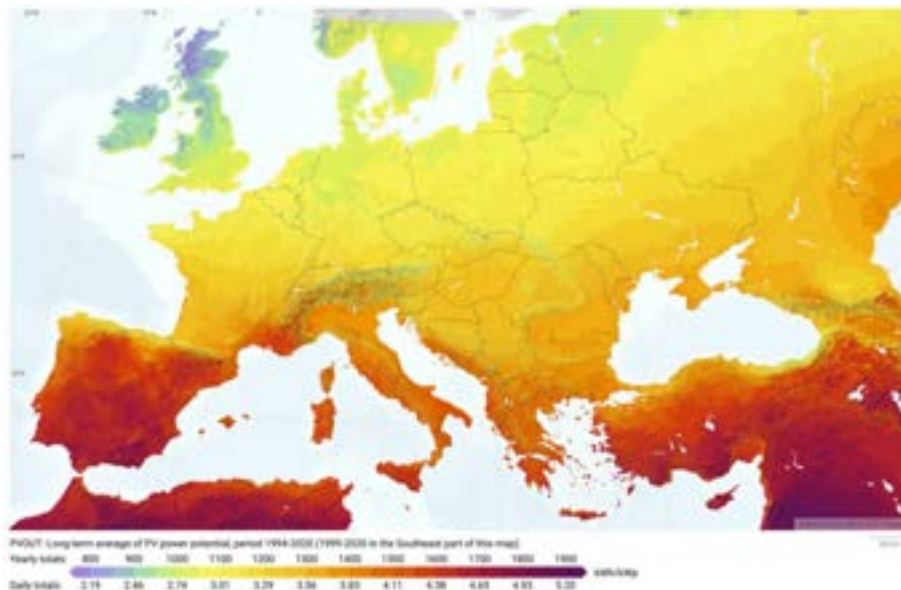 PVOUT: Long term average of PV power potential, period 1994-2020 (1999-2020 in the Southeast part of this map)
Yearly totals: 800 900 1000 1100 1200 1300 1400 1500 1600 1700 1800 1900
kWh/kWp
Daily totals: 2.19 2.46 2.74 3.01 3.29 3.56 3.83 4.11 4.38 4.65 4.93 5.20